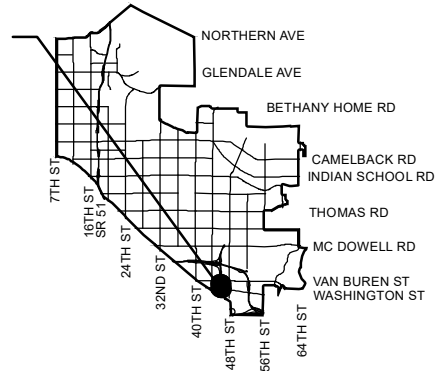 NORTHERN AVE
GLENDALE AVE
BETHANY HOME RD
CAMELBACK RD
INDIAN SCHOOL RD
THOMAS RD
MC DOWELL RD
VAN BUREN ST
WASHINGTON ST
7TH ST
16TH ST
SR 51
24TH ST
32ND ST
40TH ST
48TH ST
56TH ST
64TH ST